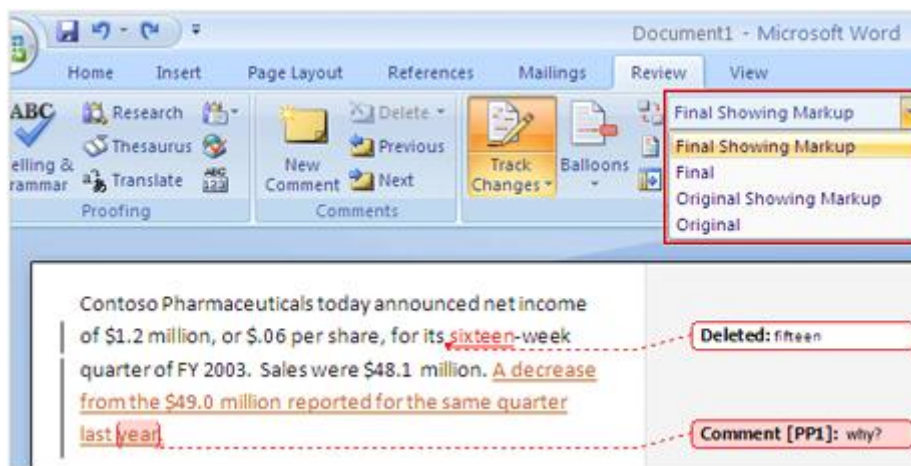 Document1 - Microsoft Word
Home Insert Page Layout References Mailings Review View
ABC Research Delete Final Showing Markup
Thesaurus Previous Final Showing Markup
elling & Translate ABC 123 New Next Track Balloons Final
rammar Comment Changes Original Showing Markup
Proofing Comments Original
Contoso Pharmaceuticals today announced net income
of $1.2 million, or $.06 per share, for its sixteen-week Deleted: fifteen
quarter of FY 2003. Sales were $48.1 million. A decrease
from the $49.0 million reported for the same quarter
last year. Comment [PP1]: why?